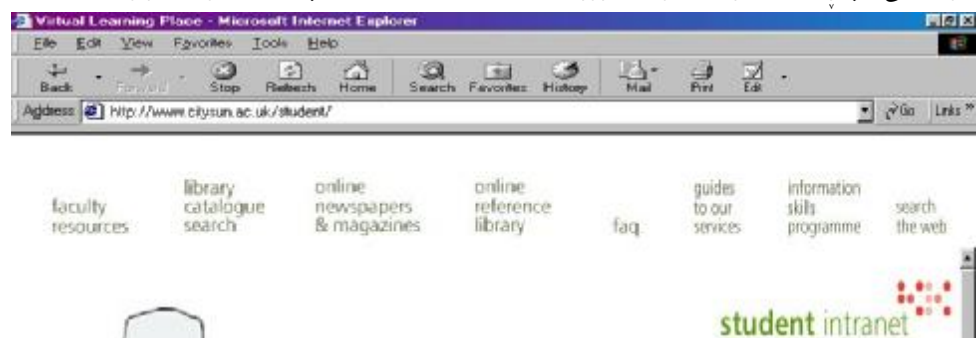 Virtual Learning Place - Microsoft Internet Explorer
File Edit View Favorites Tools Help
Back Forward Stop Refresh Home Search Favorites History Mail Print Edit
Address http://www.citysun.ac.uk/student/ Go Links »
faculty resources
library catalogue search
online newspapers & magazines
online reference library
faq
guides to our services
information skills programme
search the web
student intranet